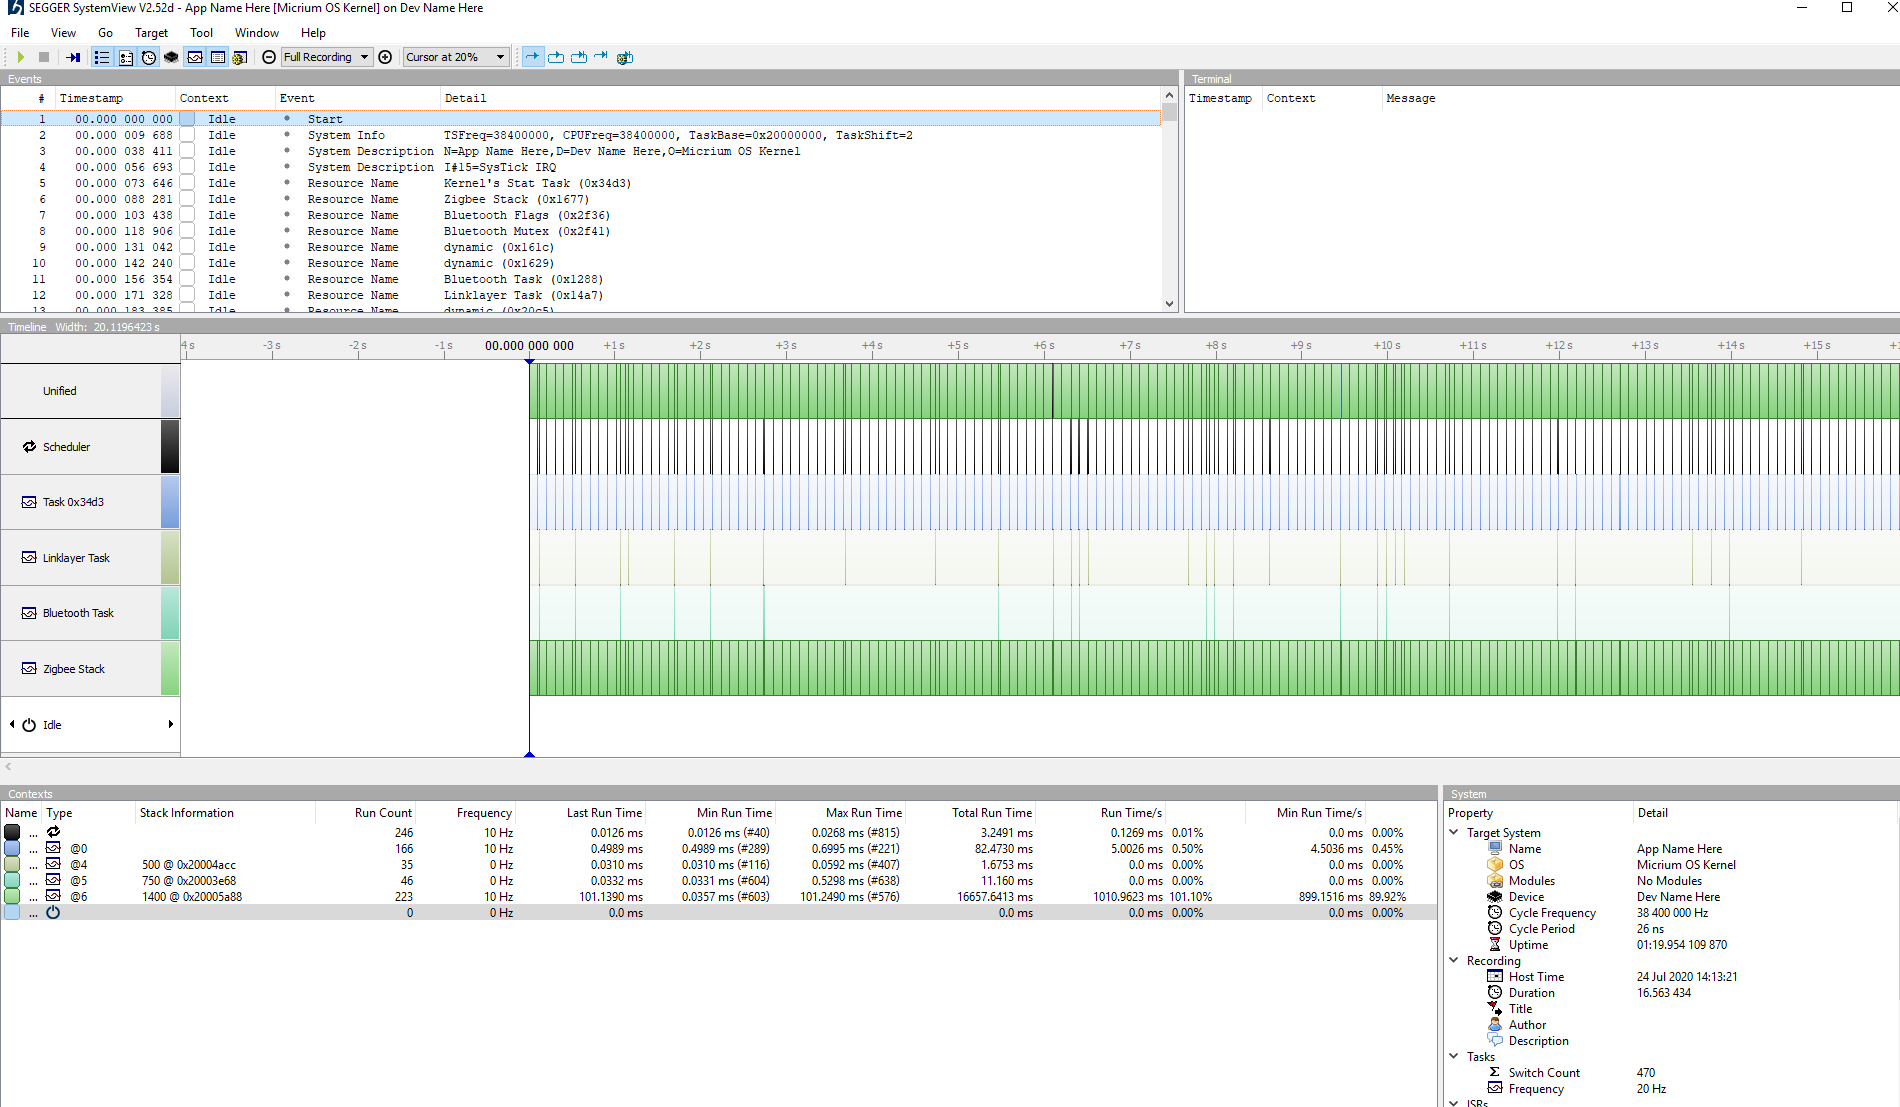 SEGGER SystemView V2.52d - App Name Here [Micrium OS Kernel] on Dev Name Here
File View Go Target Tool Window Help
Full Recording Cursor at 20%
Events
# Timestamp Context Event Detail
1 00.000 000 000 Idle Start
2 00.000 009 688 Idle System Info TSFreq=38400000, CPUFreq=38400000, TaskBase=0x20000000, TaskShift=2
3 00.000 038 411 Idle System Description N=App Name Here,D=Dev Name Here,O=Micrium OS Kernel
4 00.000 056 693 Idle System Description I#15=SysTick IRQ
5 00.000 073 646 Idle Resource Name Kernel's Stat Task (0x34d3)
6 00.000 088 281 Idle Resource Name Zigbee Stack (0x1677)
7 00.000 103 438 Idle Resource Name Bluetooth Flags (0x2f36)
8 00.000 118 906 Idle Resource Name Bluetooth Mutex (0x2f41)
9 00.000 131 042 Idle Resource Name dynamic (0x161c)
10 00.000 142 240 Idle Resource Name dynamic (0x1629)
11 00.000 156 354 Idle Resource Name Bluetooth Task (0x1288)
12 00.000 171 328 Idle Resource Name Linklayer Task (0x14a7)
13 00.000 183 385 Idle Resource Name dynamic (0x20c5)
Terminal
Timestamp Context Message
Timeline Width: 20.1196423 s
4 s -3 s -2 s -1 s 00.000 000 000 +1 s +2 s +3 s +4 s +5 s +6 s +7 s +8 s +9 s +10 s +11 s +12 s +13 s +14 s +15 s
Unified
Scheduler
Task 0x34d3
Linklayer Task
Bluetooth Task
Zigbee Stack
Idle
Contexts
Name Type Stack Information Run Count Frequency Last Run Time Min Run Time Max Run Time Total Run Time Run Time/s Min Run Time/s
... 246 10 Hz 0.0126 ms 0.0126 ms (#40) 0.0268 ms (#815) 3.2491 ms 0.1269 ms 0.01% 0.0 ms 0.00%
... @0 166 10 Hz 0.4989 ms 0.4989 ms (#289) 0.6995 ms (#221) 82.4730 ms 5.0026 ms 0.50% 4.5036 ms 0.45%
... @4 500 @ 0x20004acc 35 0 Hz 0.0310 ms 0.0310 ms (#116) 0.0592 ms (#407) 1.6753 ms 0.0 ms 0.00% 0.0 ms 0.00%
... @5 750 @ 0x20003e68 46 0 Hz 0.0332 ms 0.0331 ms (#604) 0.5298 ms (#638) 11.160 ms 0.0 ms 0.00% 0.0 ms 0.00%
... @6 1400 @ 0x20005a88 223 10 Hz 101.1390 ms 0.0357 ms (#603) 101.2490 ms (#576) 16657.6413 ms 1010.9623 ms 101.10% 899.1516 ms 89.92%
... 0 0 Hz 0.0 ms 0.0 ms 0.0 ms 0.00% 0.0 ms 0.00%
System
Property Detail
Target System
Name App Name Here
OS Micrium OS Kernel
Modules No Modules
Device Dev Name Here
Cycle Frequency 38 400 000 Hz
Cycle Period 26 ns
Uptime 01:19.954 109 870
Recording
Host Time 24 Jul 2020 14:13:21
Duration 16.563 434
Title
Author
Description
Tasks
Switch Count 470
Frequency 20 Hz
ISRs